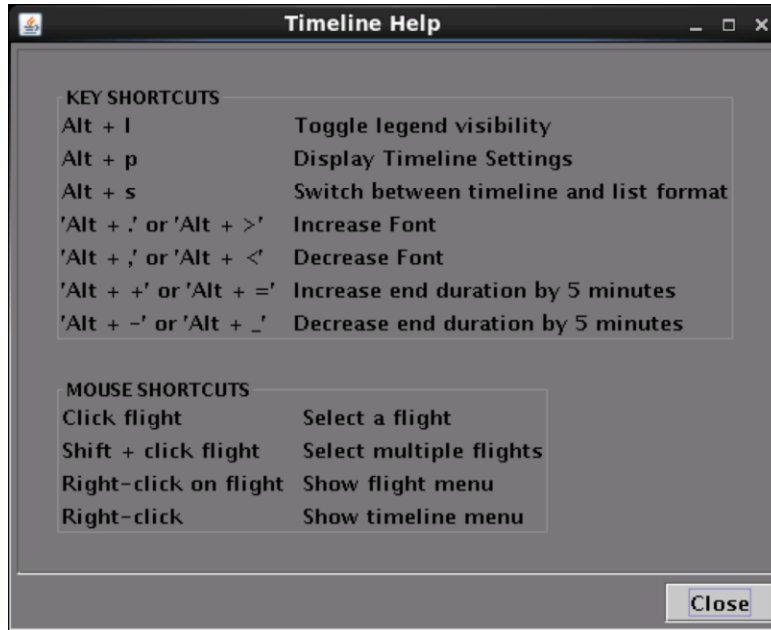 Timeline Help
KEY SHORTCUTS
Alt + l Toggle legend visibility
Alt + p Display Timeline Settings
Alt + s Switch between timeline and list format
'Alt + .' or 'Alt + >' Increase Font
'Alt + ,' or 'Alt + <' Decrease Font
'Alt + +' or 'Alt + =' Increase end duration by 5 minutes
'Alt + -' or 'Alt + _' Decrease end duration by 5 minutes
MOUSE SHORTCUTS
Click flight Select a flight
Shift + click flight Select multiple flights
Right-click on flight Show flight menu
Right-click Show timeline menu
Close